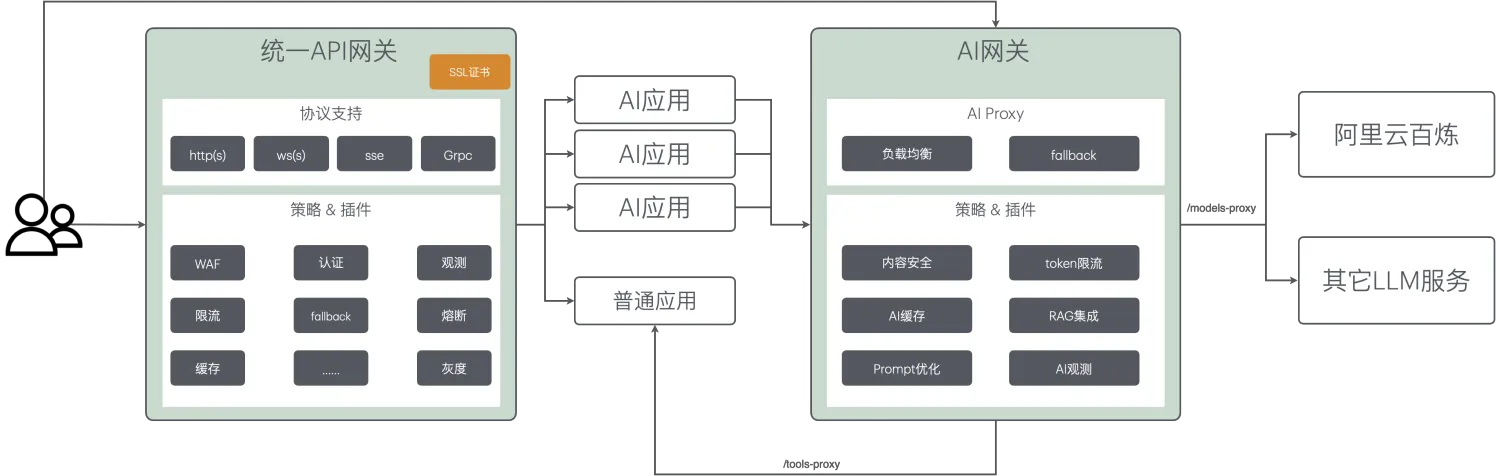 统一API网关
SSL证书
协议支持
http(s)
ws(s)
sse
Grpc
策略 & 插件
WAF
认证
观测
限流
fallback
熔断
缓存
......
灰度
AI应用
AI应用
AI应用
普通应用
AI网关
AI Proxy
负载均衡
fallback
策略 & 插件
内容安全
token限流
AI缓存
RAG集成
Prompt优化
AI观测
/models-proxy
/tools-proxy
阿里云百炼
其它LLM服务